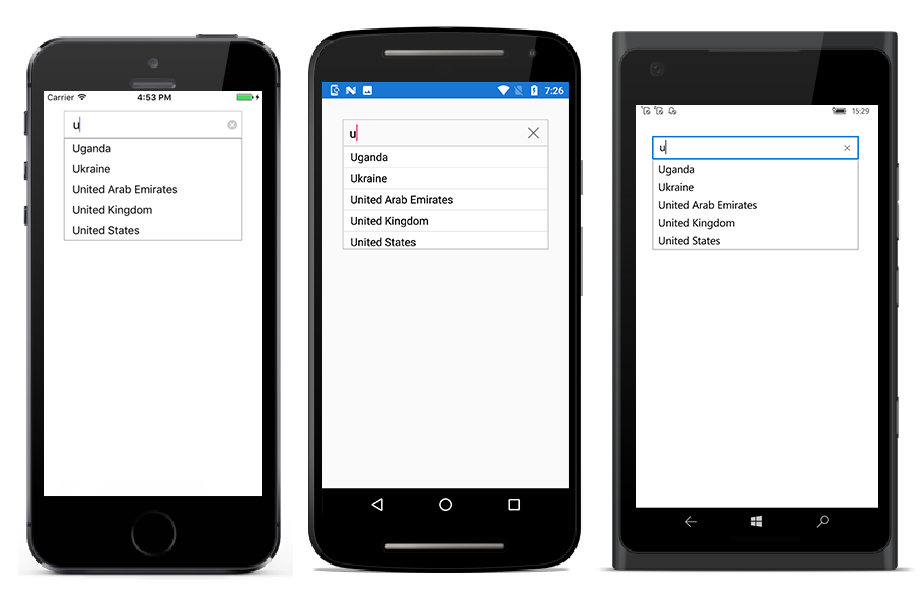 Carrier 4:53 PM
u
Uganda
Ukraine
United Arab Emirates
United Kingdom
United States
7:26
u
Uganda
Ukraine
United Arab Emirates
United Kingdom
United States
15:29
u
Uganda
Ukraine
United Arab Emirates
United Kingdom
United States